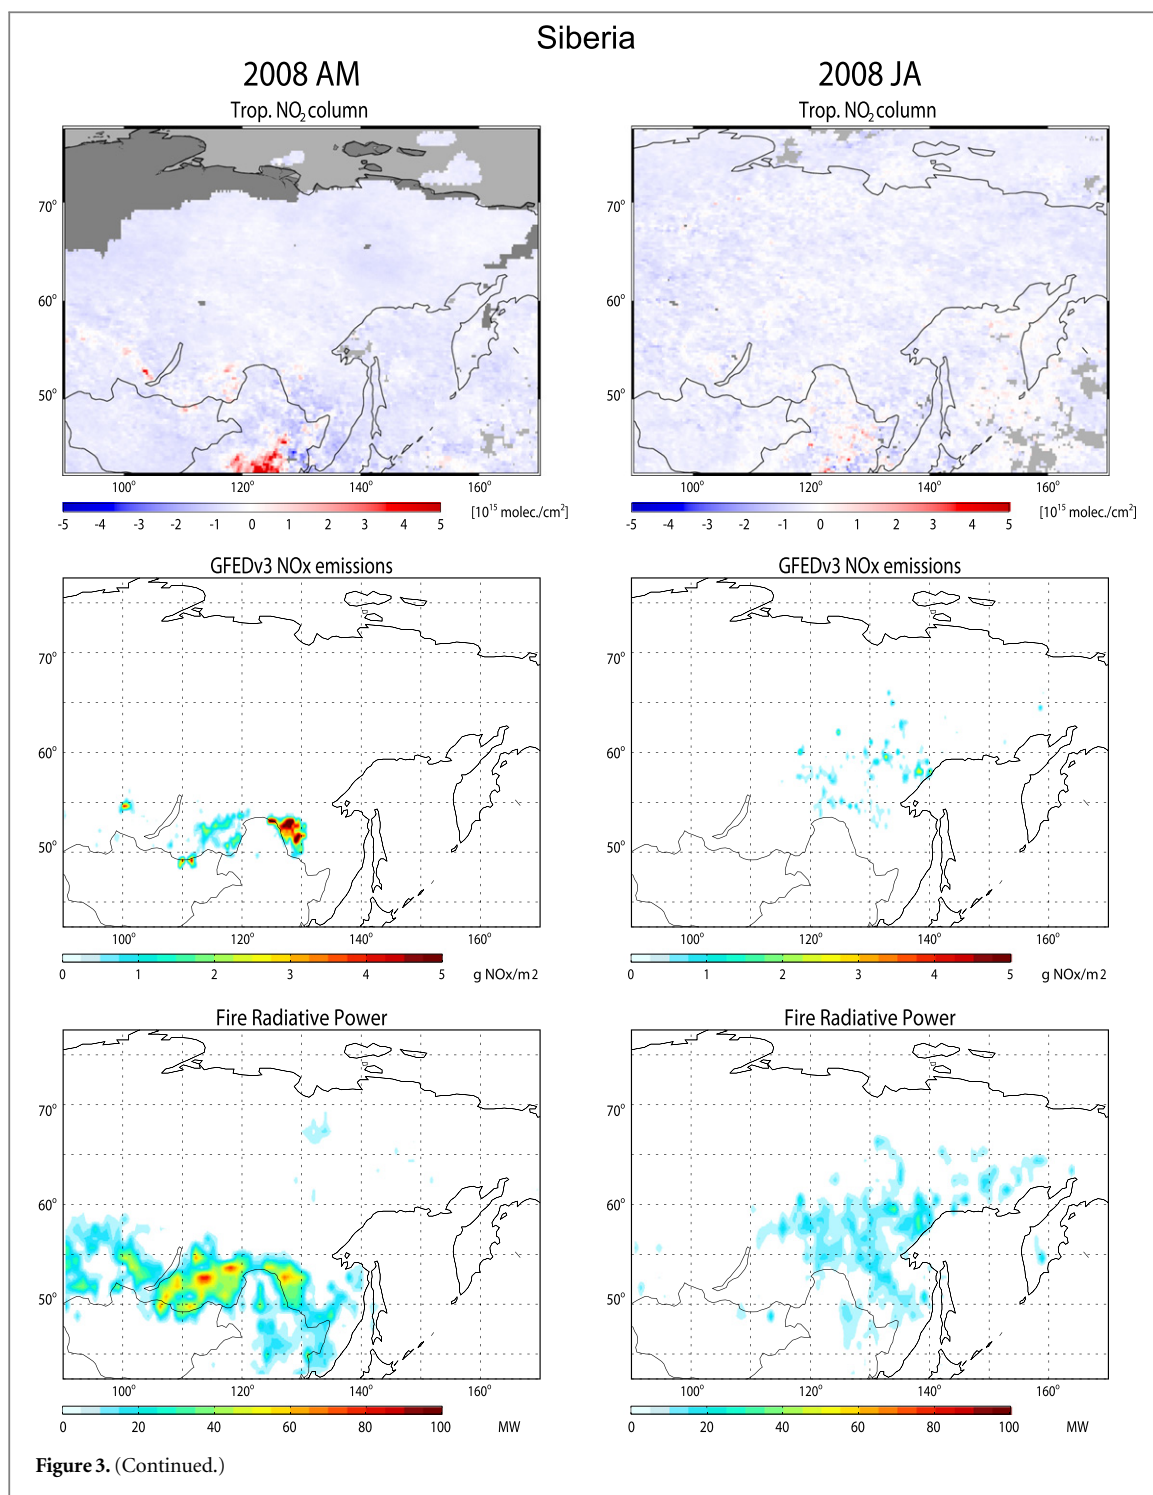 Siberia
2008 AM
2008 JA
Trop. NO2 column
Trop. NO2 column
70°
60°
50°
100° 120° 140° 160°
100° 120° 140° 160°
-5 -4 -3 -2 -1 0 1 2 3 4 5 [10^15 molec./cm^2]
-5 -4 -3 -2 -1 0 1 2 3 4 5 [10^15 molec./cm^2]
GFEDv3 NOx emissions
GFEDv3 NOx emissions
70°
60°
50°
70°
60°
50°
100° 120° 140° 160°
100° 120° 140° 160°
0 1 2 3 4 5 g NOx/m2
0 1 2 3 4 5 g NOx/m2
Fire Radiative Power
Fire Radiative Power
70°
60°
50°
70°
60°
50°
100° 120° 140° 160°
100° 120° 140° 160°
0 20 40 60 80 100 MW
0 20 40 60 80 100 MW
Figure 3. (Continued.)